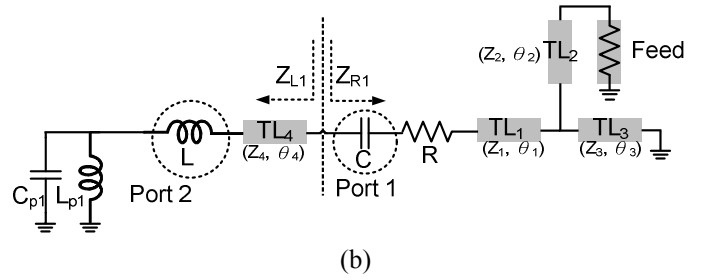 (Z₂, θ₂) TL₂ Feed
Z_L1 Z_R1
TL₄
(Z₄, θ₄)
L
C
R
TL₁
(Z₁, θ₁)
TL₃
(Z₃, θ₃)
C_p1 L_p1
Port 2
Port 1
(b)